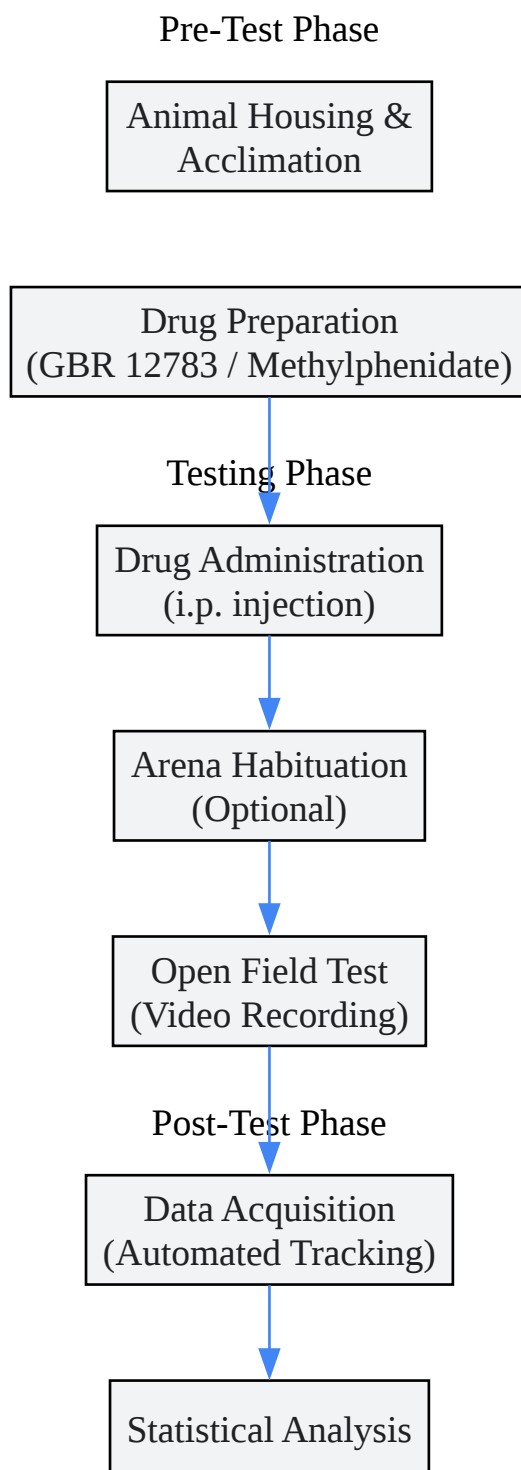 Pre-Test Phase
Animal Housing &
Acclimation
Drug Preparation
(GBR 12783 / Methylphenidate)
Testing Phase
Drug Administration
(i.p. injection)
Arena Habituation
(Optional)
Open Field Test
(Video Recording)
Post-Test Phase
Data Acquisition
(Automated Tracking)
Statistical Analysis